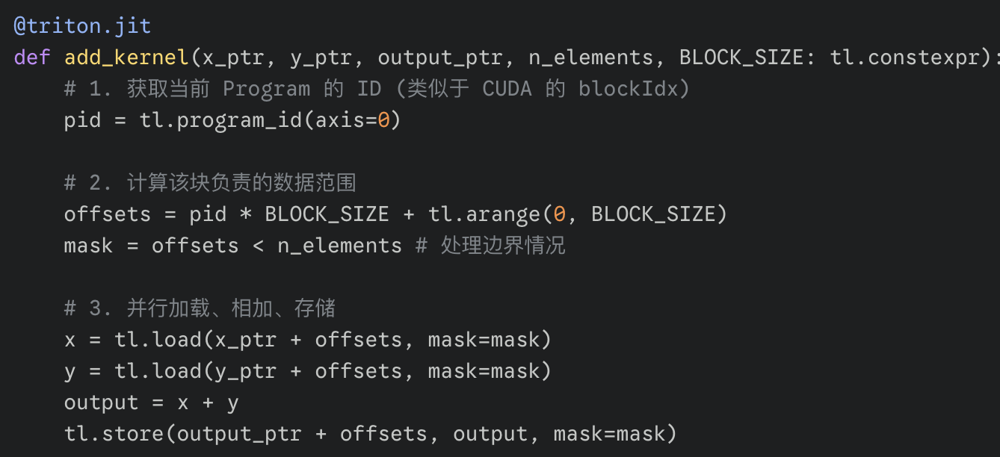 @triton.jit
def add_kernel(x_ptr, y_ptr, output_ptr, n_elements, BLOCK_SIZE: tl.constexpr):
    # 1. 获取当前 Program 的 ID (类似于 CUDA 的 blockIdx)
    pid = tl.program_id(axis=0)

    # 2. 计算该块负责的数据范围
    offsets = pid * BLOCK_SIZE + tl.arange(0, BLOCK_SIZE)
    mask = offsets < n_elements # 处理边界情况

    # 3. 并行加载、相加、存储
    x = tl.load(x_ptr + offsets, mask=mask)
    y = tl.load(y_ptr + offsets, mask=mask)
    output = x + y
    tl.store(output_ptr + offsets, output, mask=mask)